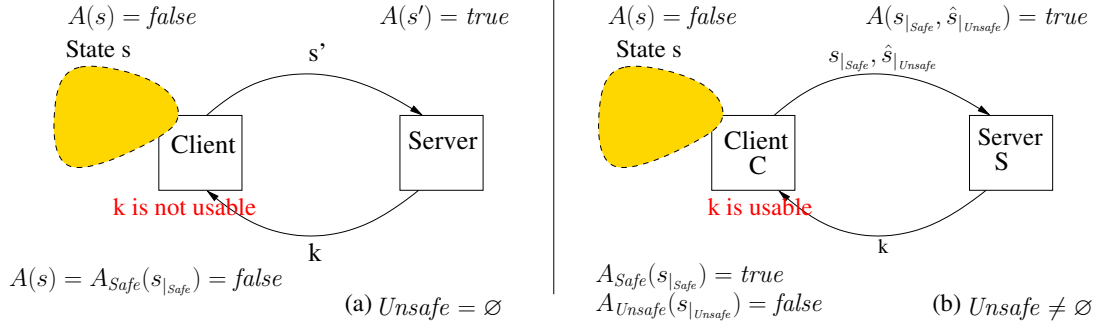 A(s) = false
A(s') = true
State s
s'
Client
Server
k is not usable
k
A(s) = A_Safe(s_|Safe) = false
(a) Unsafe = ∅
A(s) = false
A(s_|Safe, ŝ_|Unsafe) = true
State s
s_|Safe, ŝ_|Unsafe
Client
C
Server
S
k is usable
k
A_Safe(s_|Safe) = true
A_Unsafe(s_|Unsafe) = false
(b) Unsafe ≠ ∅